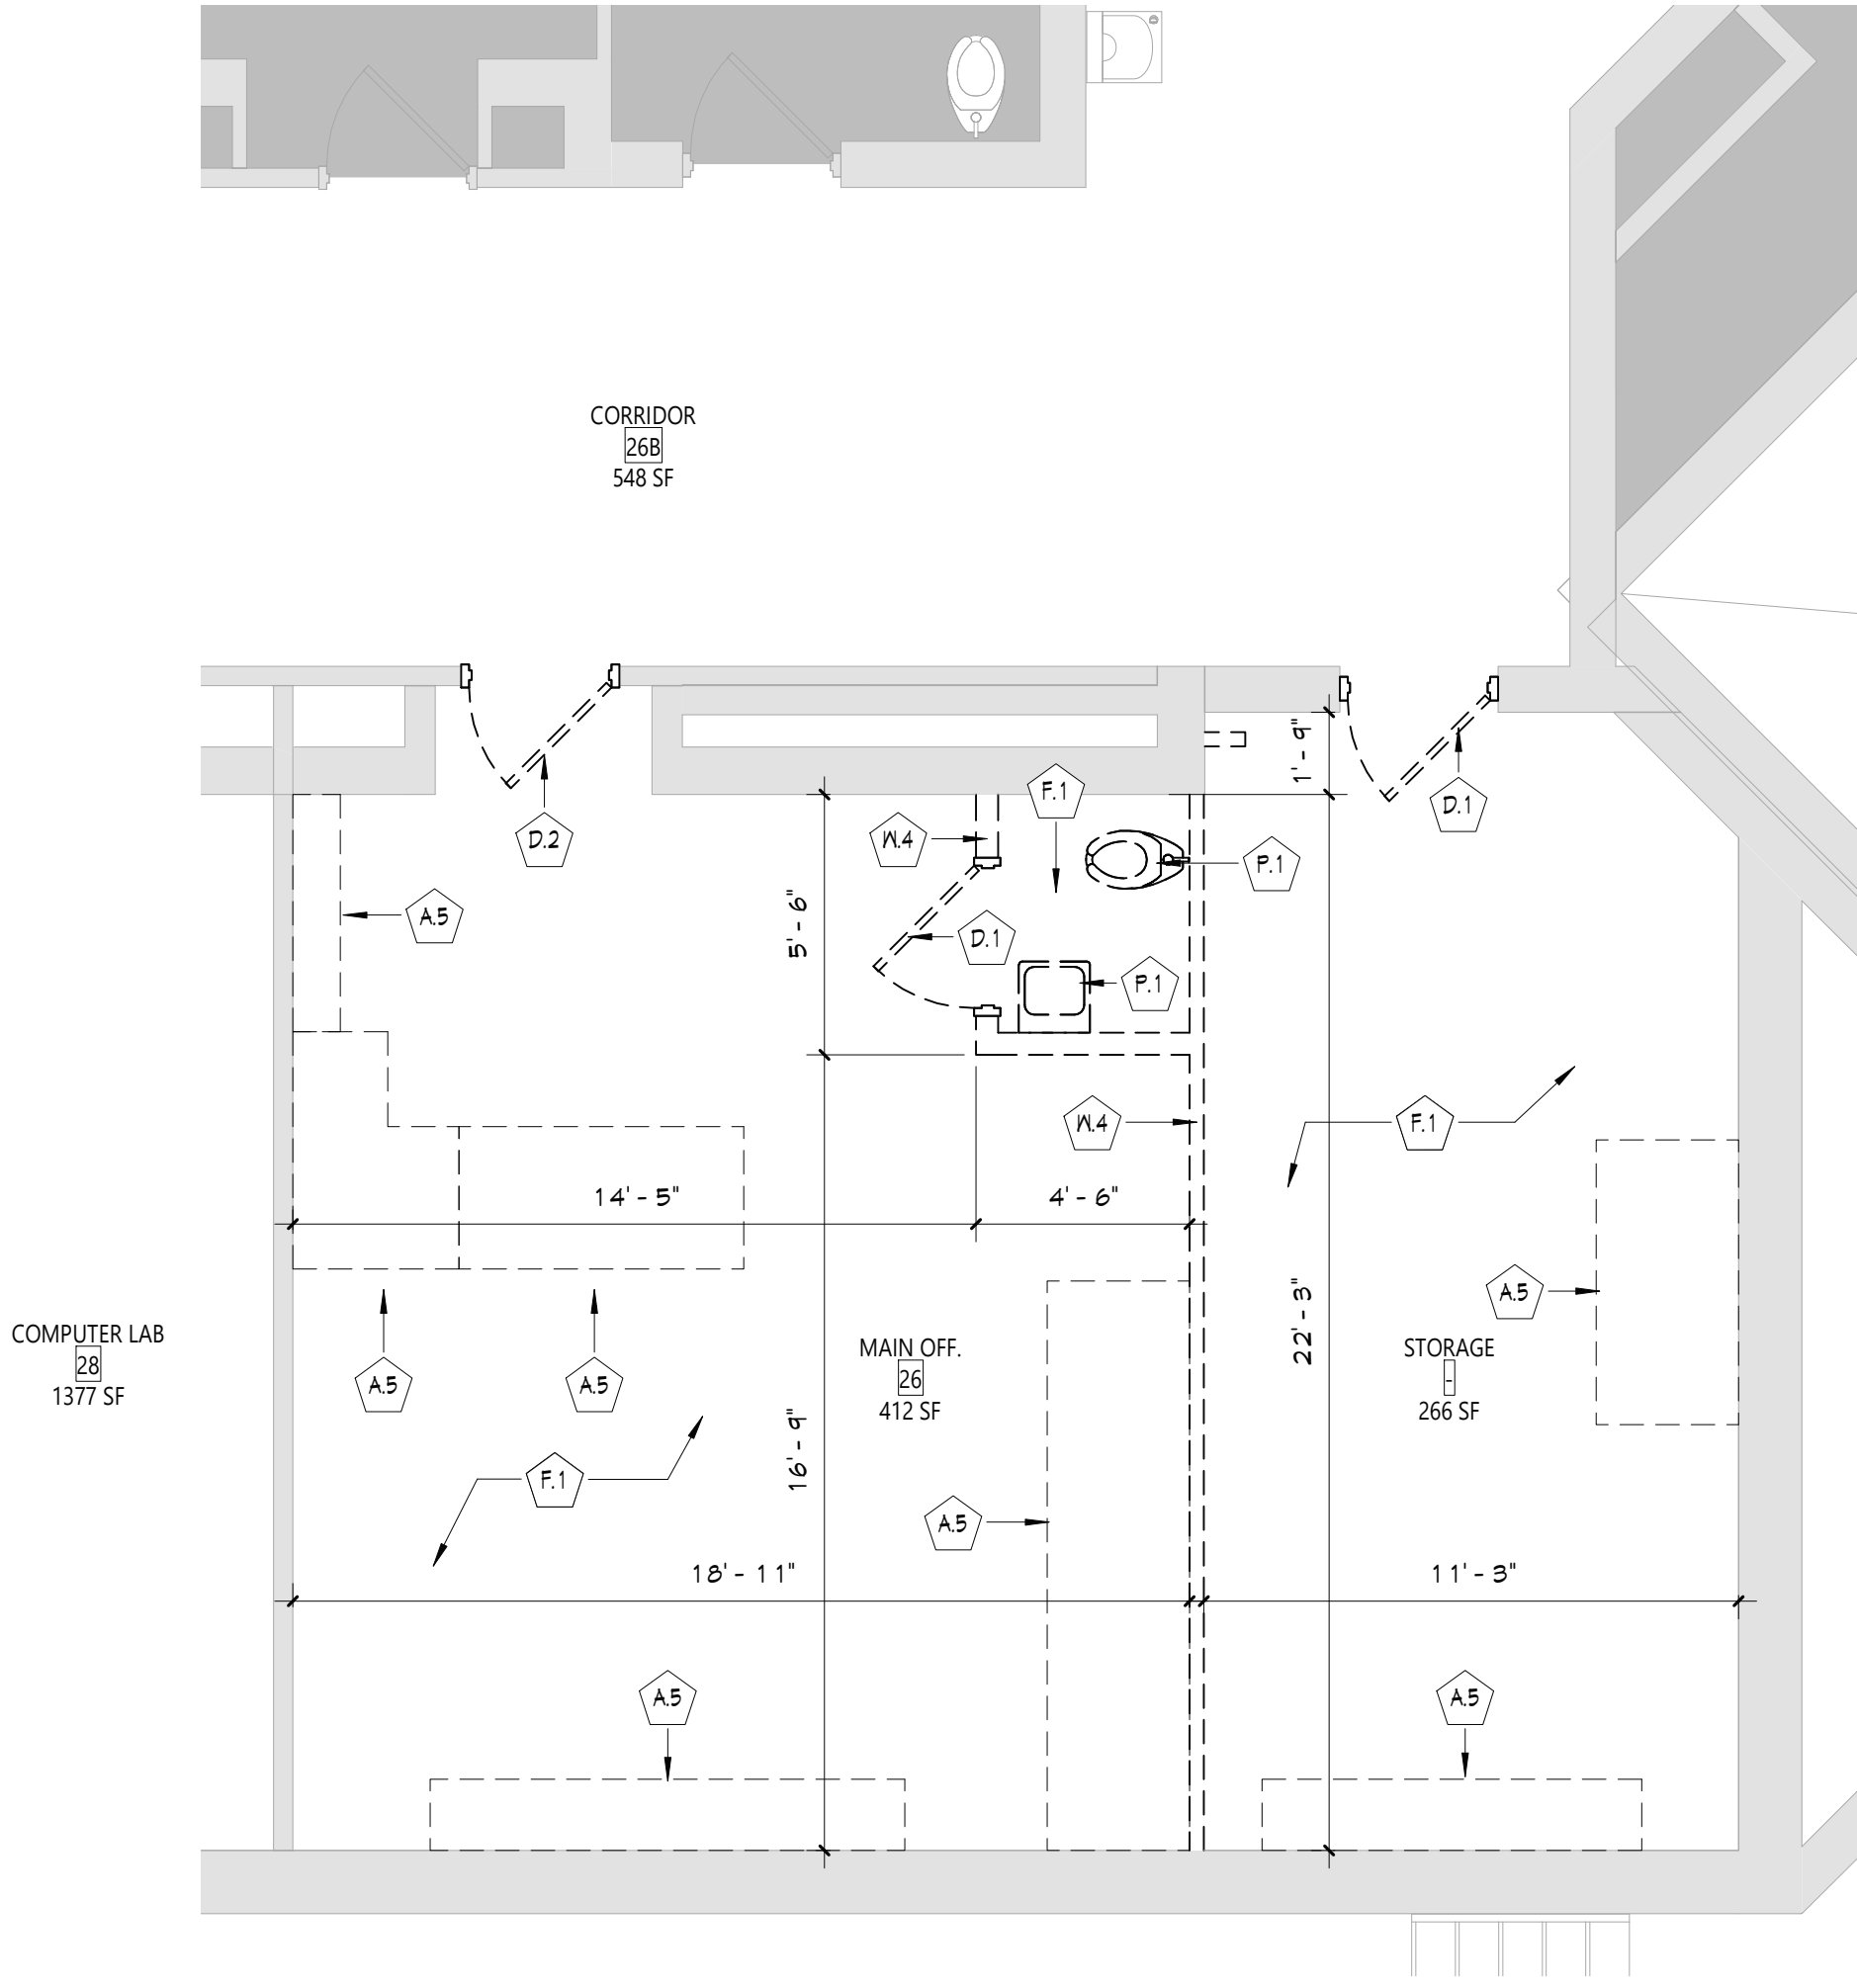 CORRIDOR
26B
548 SF
1' - 9"
F.1
D.1
D.2
W.4
P.1
A.5
5' - 6"
D.1
P.1
W.4
F.1
14' - 5"
4' - 6"
22' - 3"
A.5
COMPUTER LAB
28
1377 SF
MAIN OFF.
26
412 SF
STORAGE
-
266 SF
A.5
A.5
16' - 9"
F.1
A.5
18' - 11"
11' - 3"
A.5
A.5